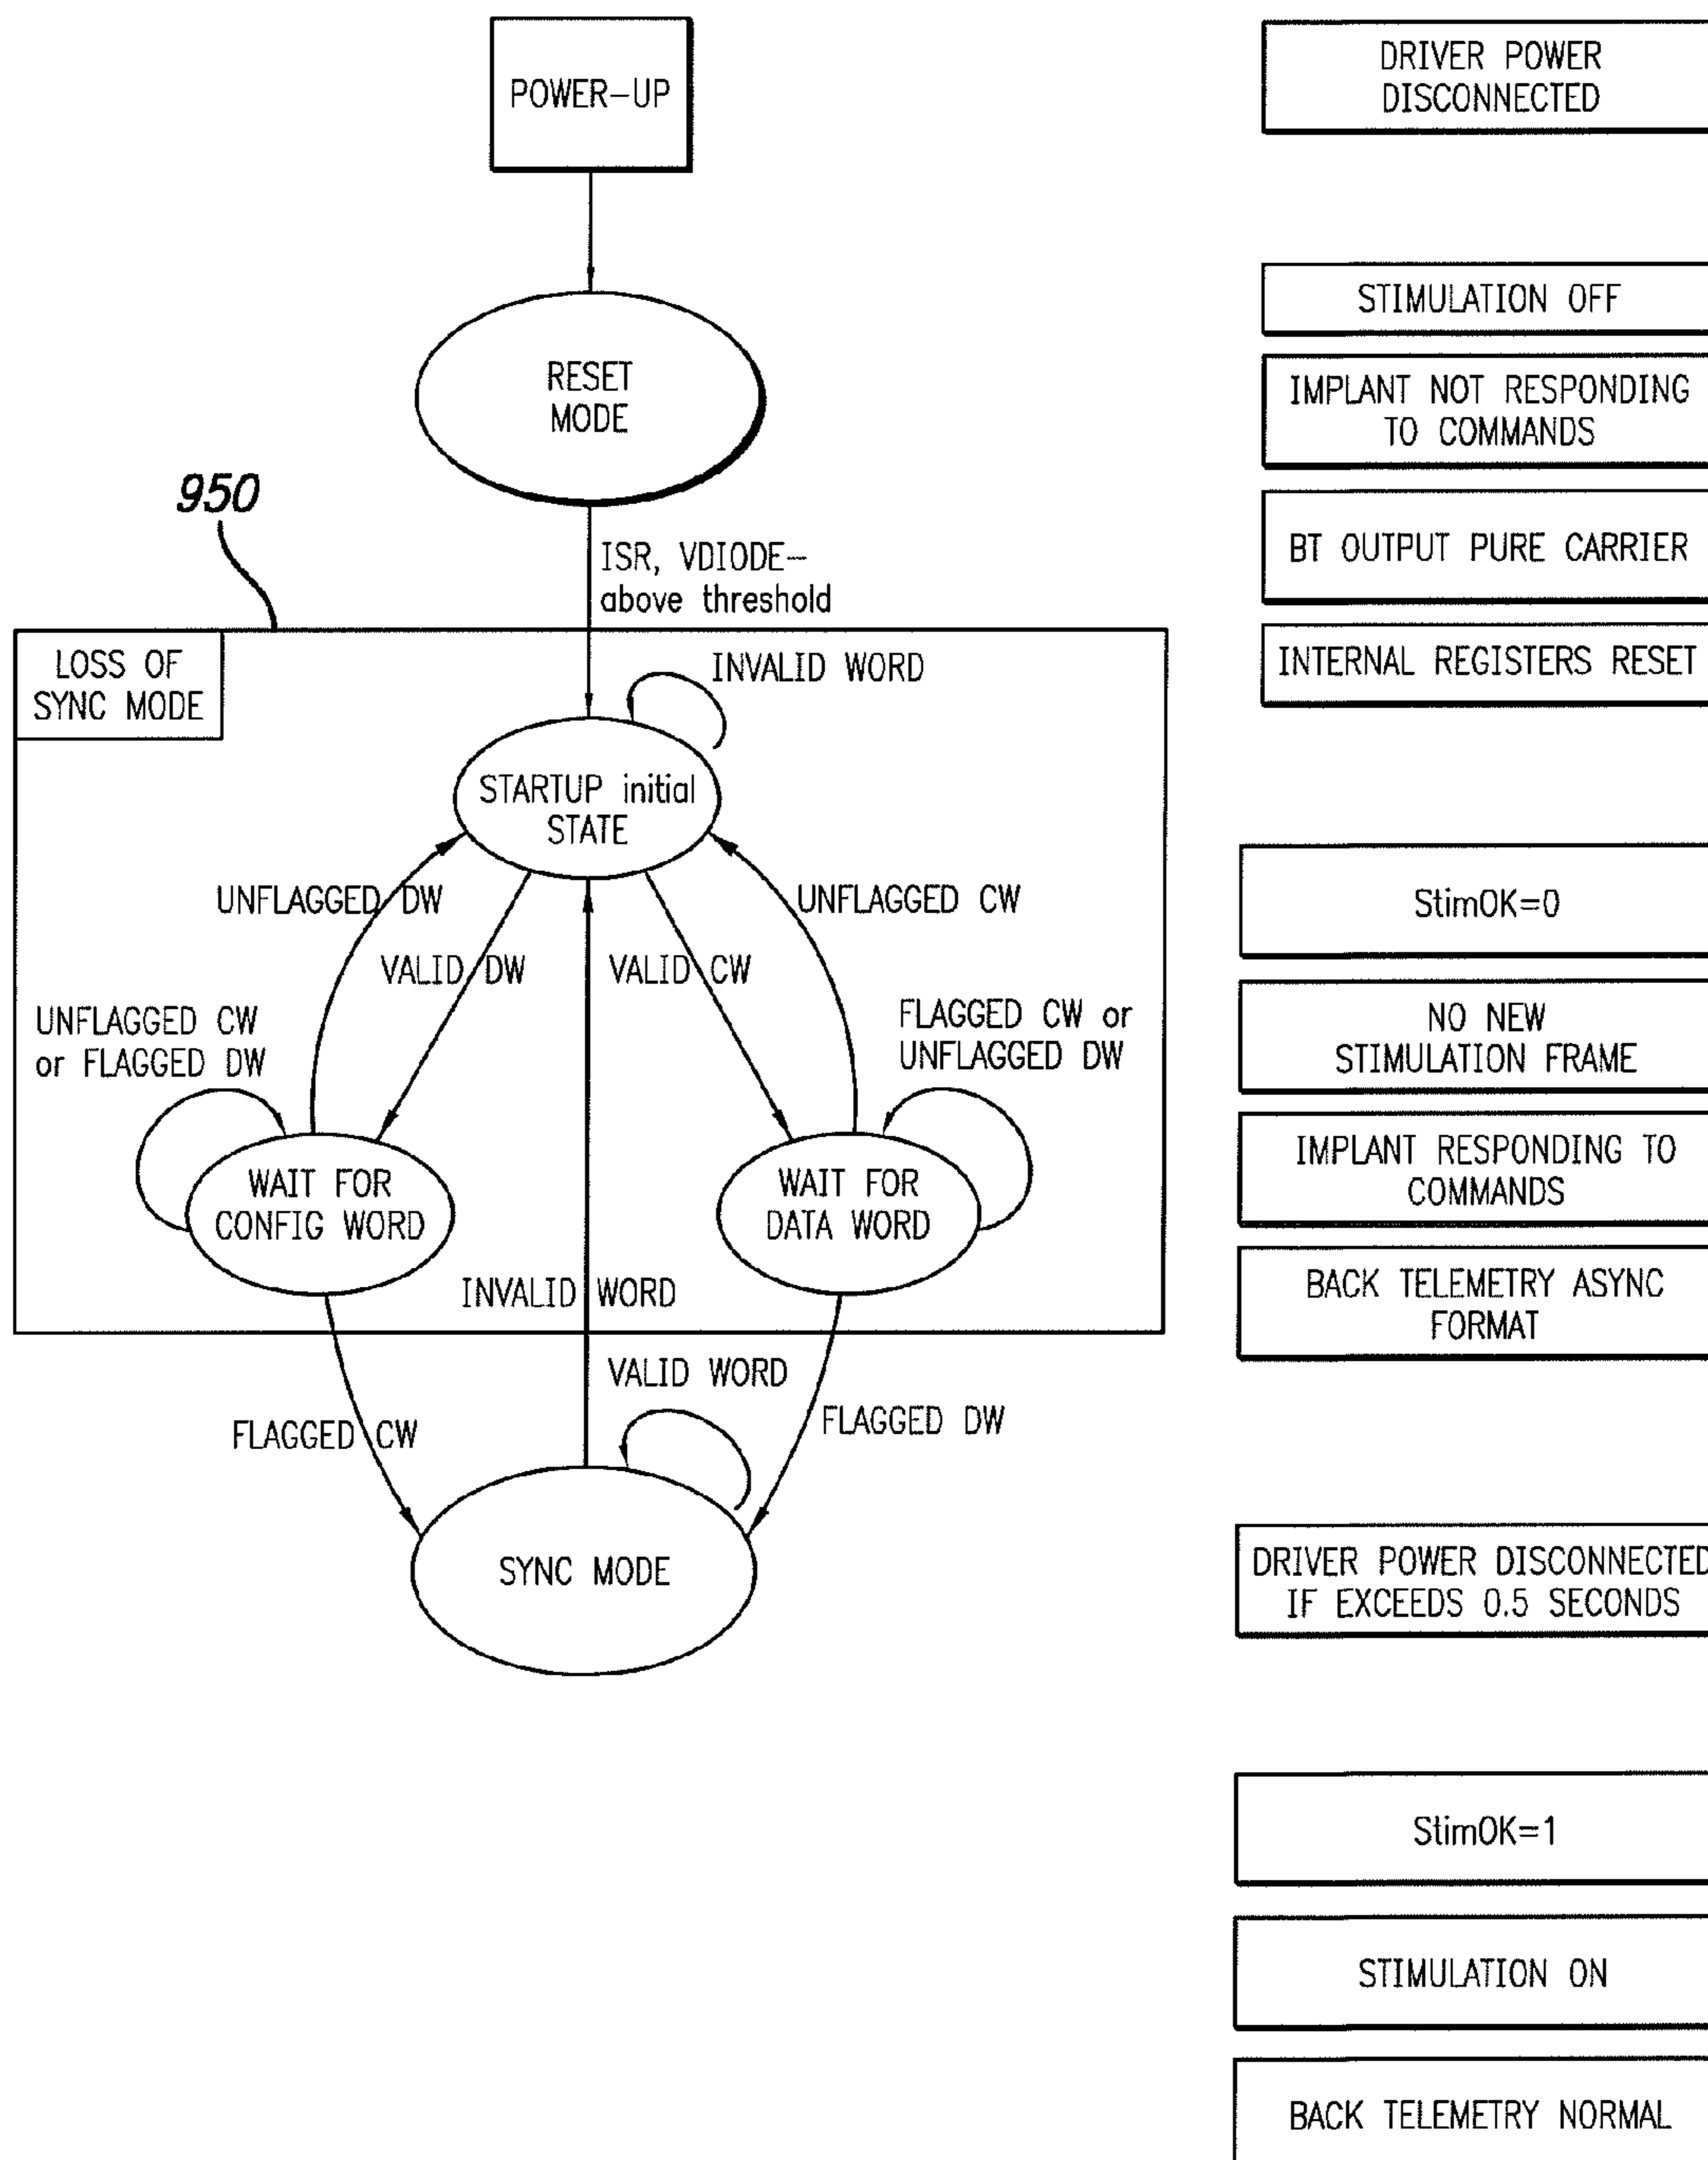 POWER-UP
RESET
MODE
950
ISR, VDIODE-
above threshold
LOSS OF
SYNC MODE
INVALID WORD
STARTUP initial
STATE
UNFLAGGED DW
UNFLAGGED CW
VALID DW
VALID CW
UNFLAGGED CW
or FLAGGED DW
FLAGGED CW or
UNFLAGGED DW
WAIT FOR
CONFIG WORD
WAIT FOR
DATA WORD
INVALID WORD
VALID WORD
FLAGGED CW
FLAGGED DW
SYNC MODE
DRIVER POWER
DISCONNECTED
STIMULATION OFF
IMPLANT NOT RESPONDING
TO COMMANDS
BT OUTPUT PURE CARRIER
INTERNAL REGISTERS RESET
StimOK=0
NO NEW
STIMULATION FRAME
IMPLANT RESPONDING TO
COMMANDS
BACK TELEMETRY ASYNC
FORMAT
DRIVER POWER DISCONNECTED
IF EXCEEDS 0.5 SECONDS
StimOK=1
STIMULATION ON
BACK TELEMETRY NORMAL